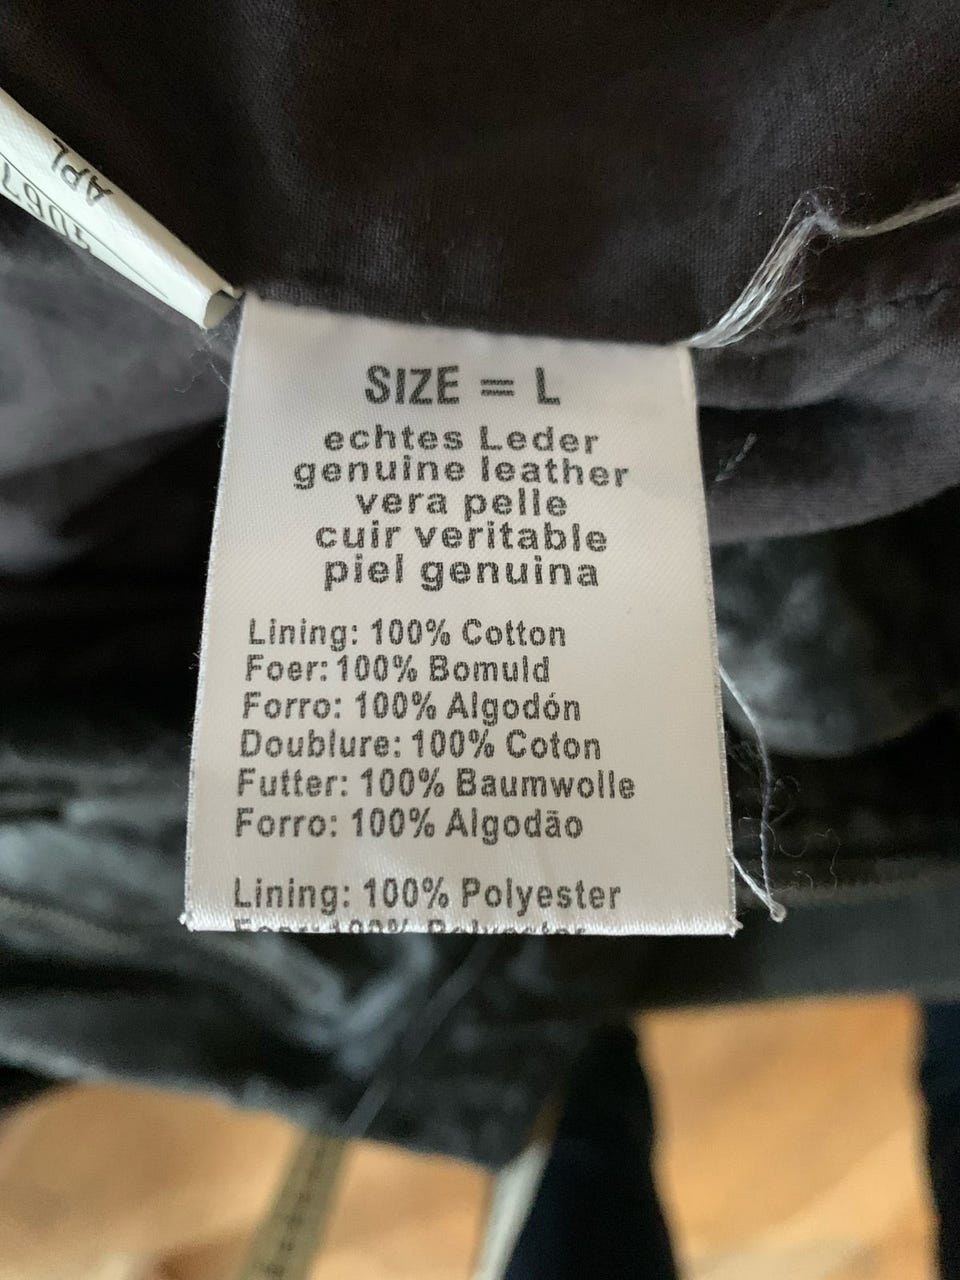 APL
SIZE = L
echtes Leder
genuine leather
vera pelle
cuir veritable
piel genuina
Lining: 100% Cotton
Foer: 100% Bomuld
Forro: 100% Algodón
Doublure: 100% Coton
Futter: 100% Baumwolle
Forro: 100% Algodão
Lining: 100% Polyester